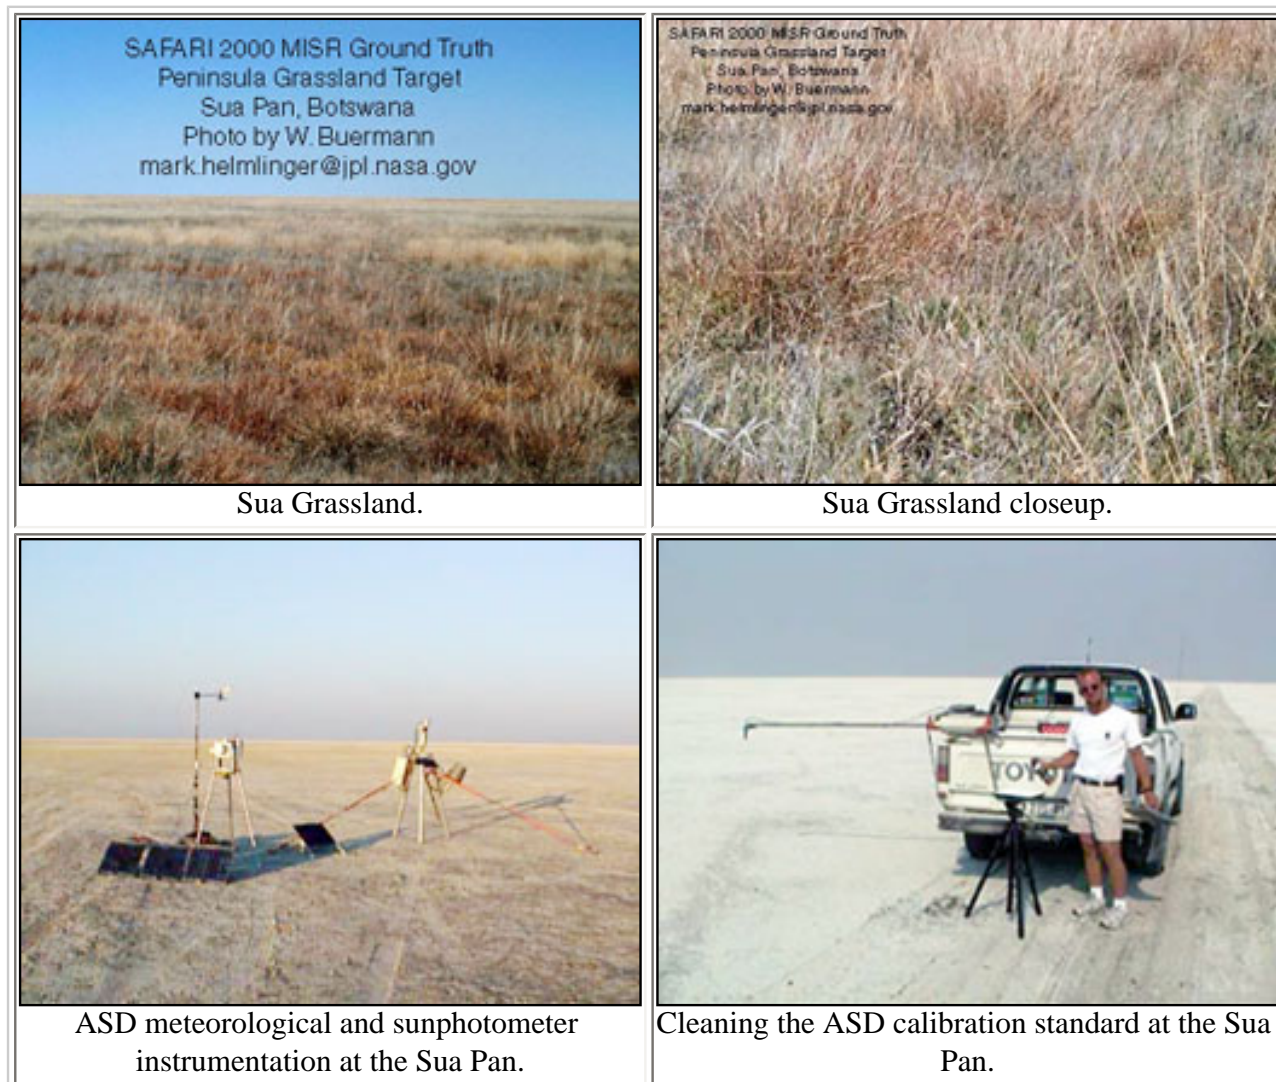 SAFARI 2000 MISR Ground Truth
Peninsula Grassland Target
Sua Pan, Botswana
Photo by W. Buermann
mark.helmlinger@jpl.nasa.gov
SAFARI 2000 MISR Ground Truth
Peninsula Grassland Target
Sua Pan, Botswana
Photo by W. Buermann
mark.helmlinger@jpl.nasa.gov
Sua Grassland.
Sua Grassland closeup.
TOYOT
ASD meteorological and sunphotometer
instrumentation at the Sua Pan.
Cleaning the ASD calibration standard at the Sua
Pan.